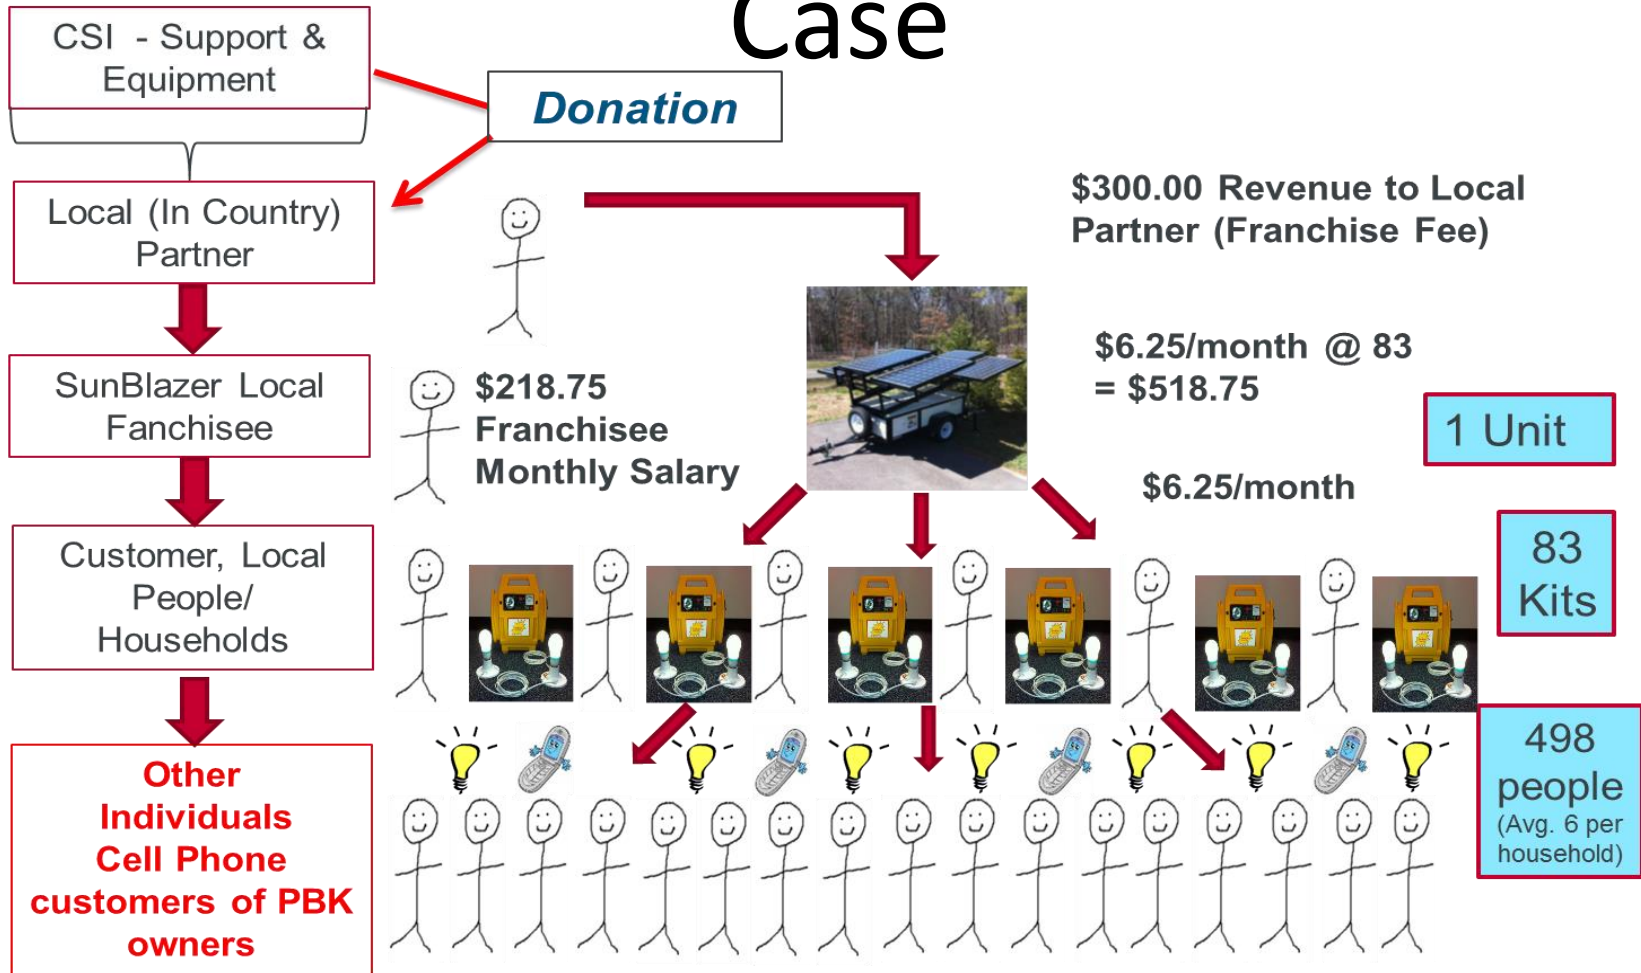 Case
CSI - Support &
Equipment
Donation
Local (In Country)
Partner
$300.00 Revenue to Local
Partner (Franchise Fee)
SunBlazer Local
Fanchisee
$218.75
Franchisee
Monthly Salary
$6.25/month @ 83
= $518.75
1 Unit
$6.25/month
Customer, Local
People/
Households
83
Kits
Other
Individuals
Cell Phone
customers of PBK
owners
498
people
(Avg. 6 per
household)